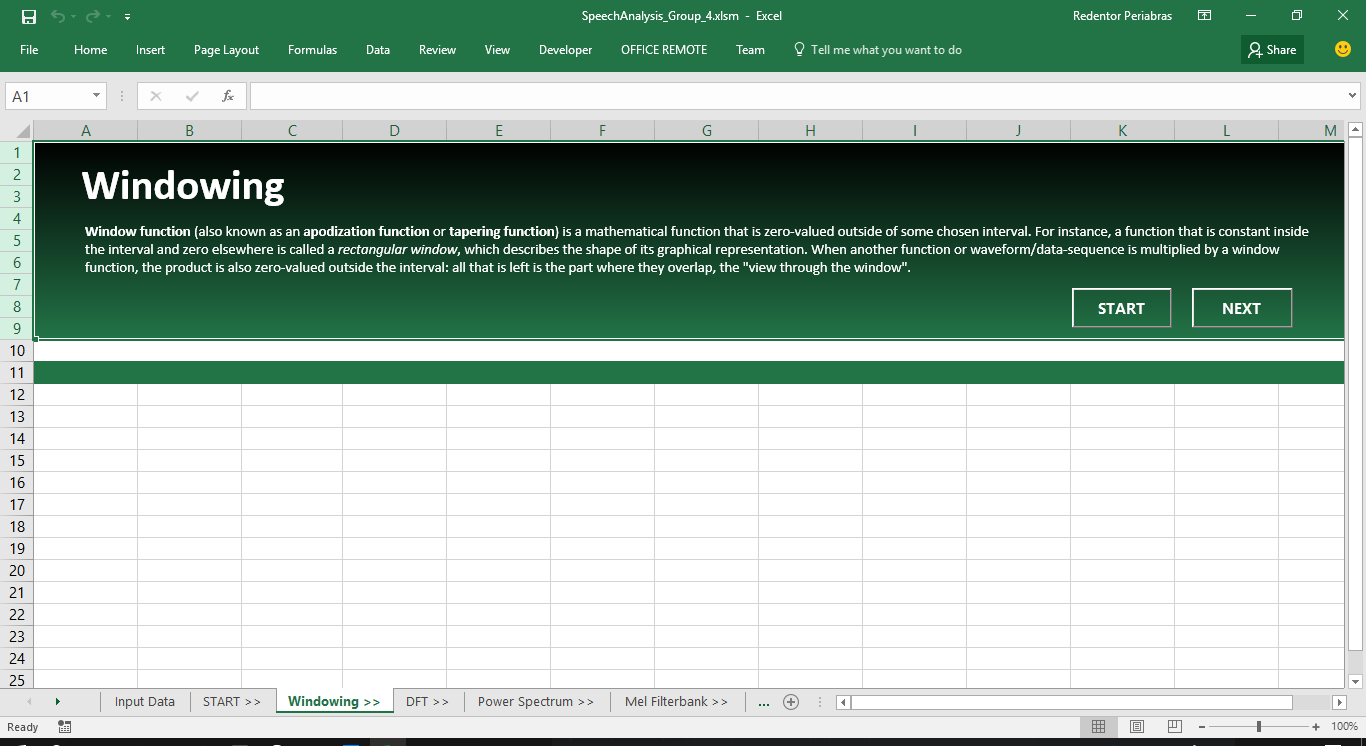 SpeechAnalysis_Group_4.xlsm - Excel
Redentor Periabras
File Home Insert Page Layout Formulas Data Review View Developer OFFICE REMOTE Team Tell me what you want to do Share
A1 fx
A B C D E F G H I J K L M
1
2
3
4
5
6
7
8
9
10
11
12
13
14
15
16
17
18
19
20
21
22
23
24
25
Windowing
Window function (also known as an apodization function or tapering function) is a mathematical function that is zero-valued outside of some chosen interval. For instance, a function that is constant inside
the interval and zero elsewhere is called a rectangular window, which describes the shape of its graphical representation. When another function or waveform/data-sequence is multiplied by a window
function, the product is also zero-valued outside the interval: all that is left is the part where they overlap, the "view through the window".
START NEXT
Input Data START >> Windowing >> DFT >> Power Spectrum >> Mel Filterbank >> ...
Ready 100%